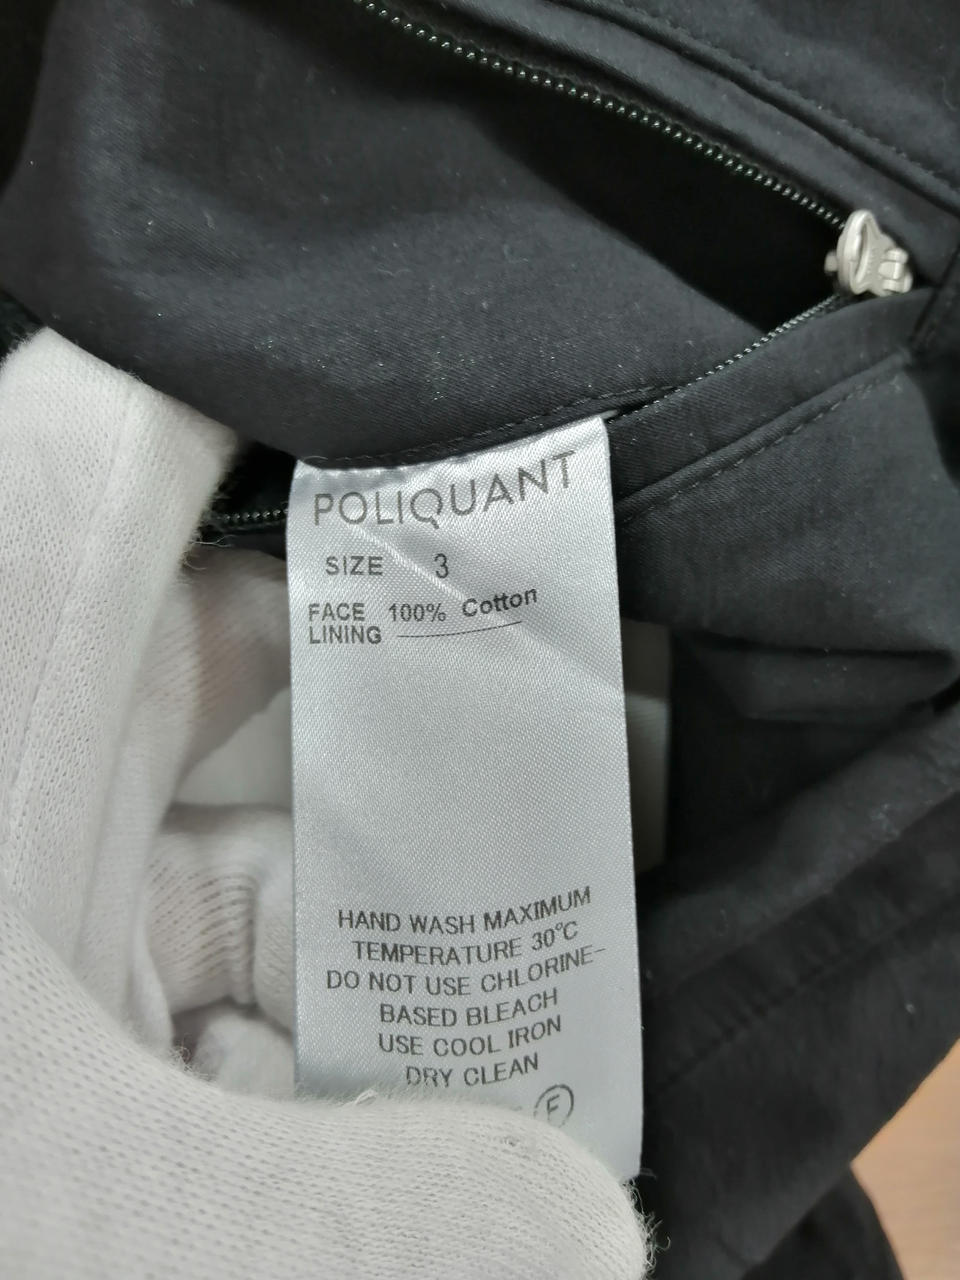 POLIQUANT
SIZE 3
FACE 100% Cotton
LINING
HAND WASH MAXIMUM
TEMPERATURE 30℃
DO NOT USE CHLORINE-
BASED BLEACH
USE COOL IRON
DRY CLEAN
F